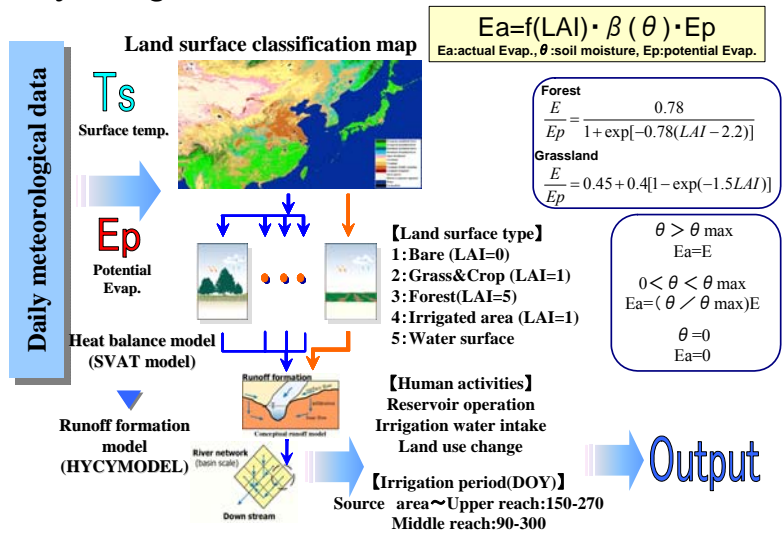 Ea=f(LAI)・β(θ)・Ep
Ea:actual Evap., θ:soil moisture, Ep:potential Evap.
Land surface classification map
Daily meteorological data
Ts
Surface temp.
Ep
Potential
Evap.
Forest
E/Ep = 0.78/(1+exp[−0.78(LAI−2.2)])
Grassland
E/Ep = 0.45+0.4[1−exp(−1.5LAI)]
θ>θmax
Ea=E
0<θ<θmax
Ea=(θ/θmax)E
θ=0
Ea=0
【Land surface type】
1:Bare (LAI=0)
2:Grass&Crop (LAI=1)
3:Forest(LAI=5)
4:Irrigated area (LAI=1)
5:Water surface
Heat balance model
(SVAT model)
Runoff formation
model
(HYCYMODEL)
Runoff formation
Conceptual runoff model
River network
(basin scale)
Down stream
【Human activities】
Reservoir operation
Irrigation water intake
Land use change
【Irrigation period(DOY)】
Source area~Upper reach:150-270
Middle reach:90-300
Output